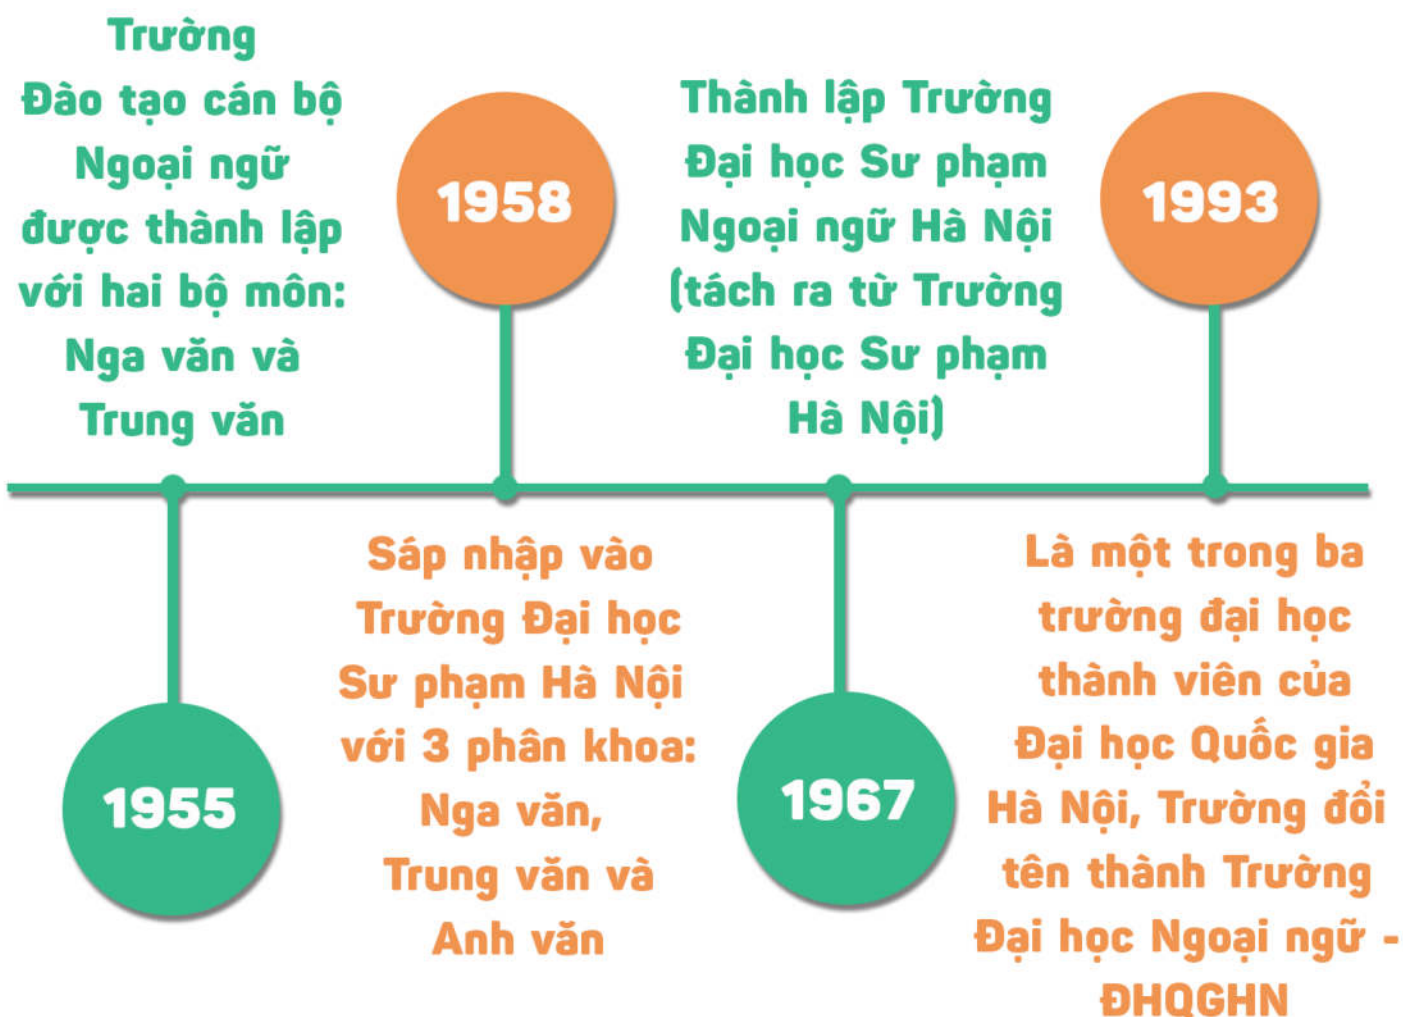 Trường
Đào tạo cán bộ
Ngoại ngữ
được thành lập
với hai bộ môn:
Nga văn và
Trung văn
1955
1958
Sáp nhập vào
Trường Đại học
Sư phạm Hà Nội
với 3 phân khoa:
Nga văn,
Trung văn và
Anh văn
Thành lập Trường
Đại học Sư phạm
Ngoại ngữ Hà Nội
(tách ra từ Trường
Đại học Sư phạm
Hà Nội)
1967
1993
Là một trong ba
trường đại học
thành viên của
Đại học Quốc gia
Hà Nội, Trường đổi
tên thành Trường
Đại học Ngoại ngữ -
ĐHQGHN